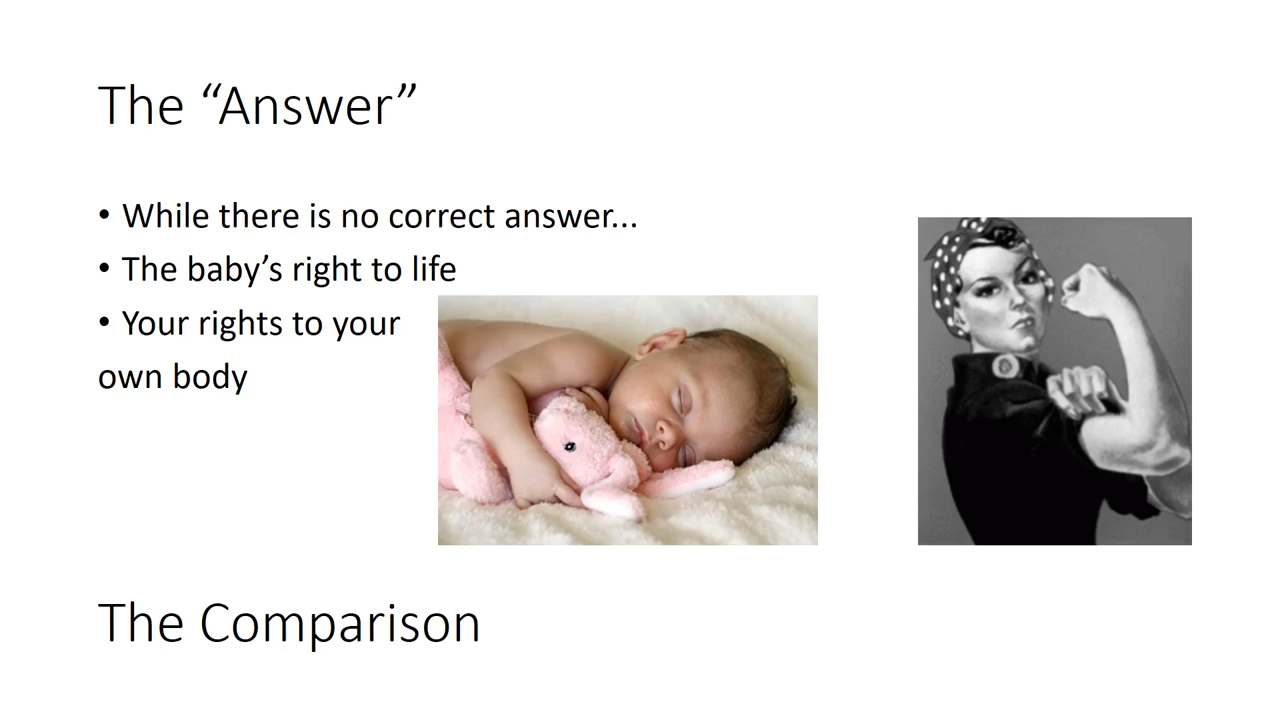 The “Answer”
• While there is no correct answer...
• The baby’s right to life
• Your rights to your
own body
The Comparison